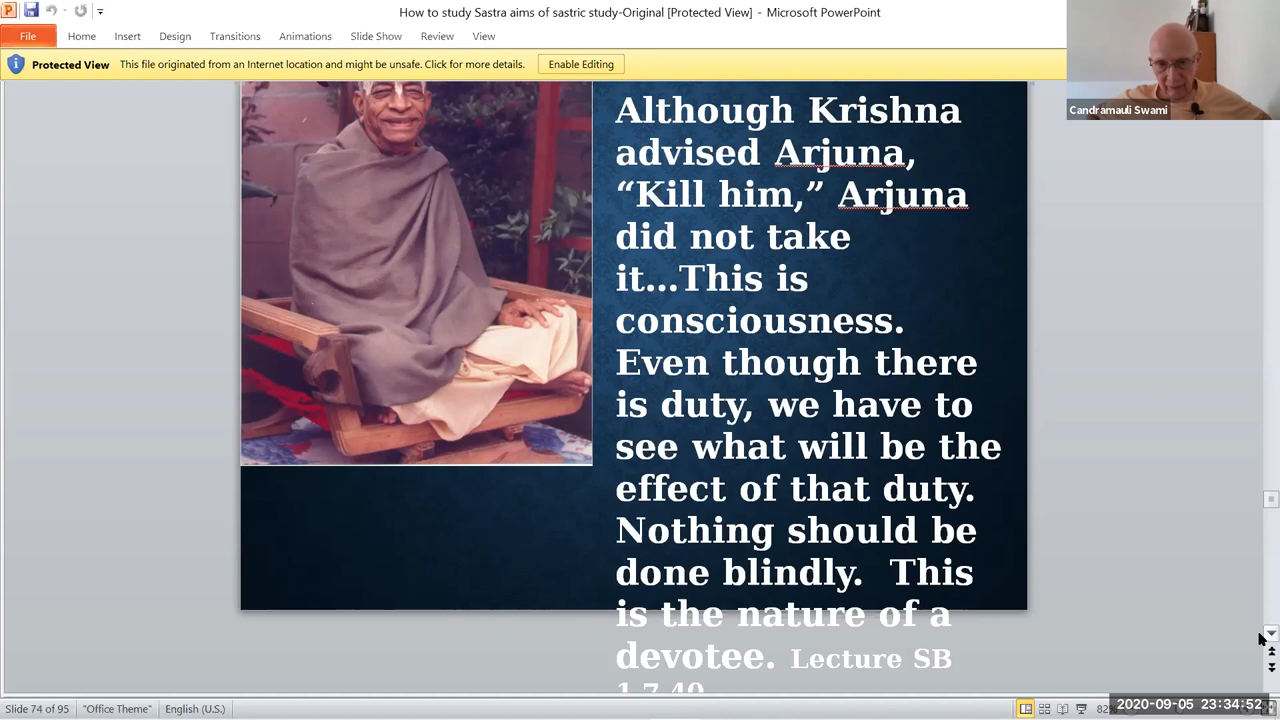 How to study Sastra aims of sastric study-Original [Protected View] - Microsoft PowerPoint
File Home Insert Design Transitions Animations Slide Show Review View
Protected View This file originated from an Internet location and might be unsafe. Click for more details. Enable Editing
Candramauli Swami
Although Krishna
advised Arjuna,
“Kill him,” Arjuna
did not take
it…This is
consciousness.
Even though there
is duty, we have to
see what will be the
effect of that duty.
Nothing should be
done blindly. This
is the nature of a
devotee. Lecture SB
1.7.40
Slide 74 of 95 "Office Theme" English (U.S.) 82%
2020-09-05 23:34:52